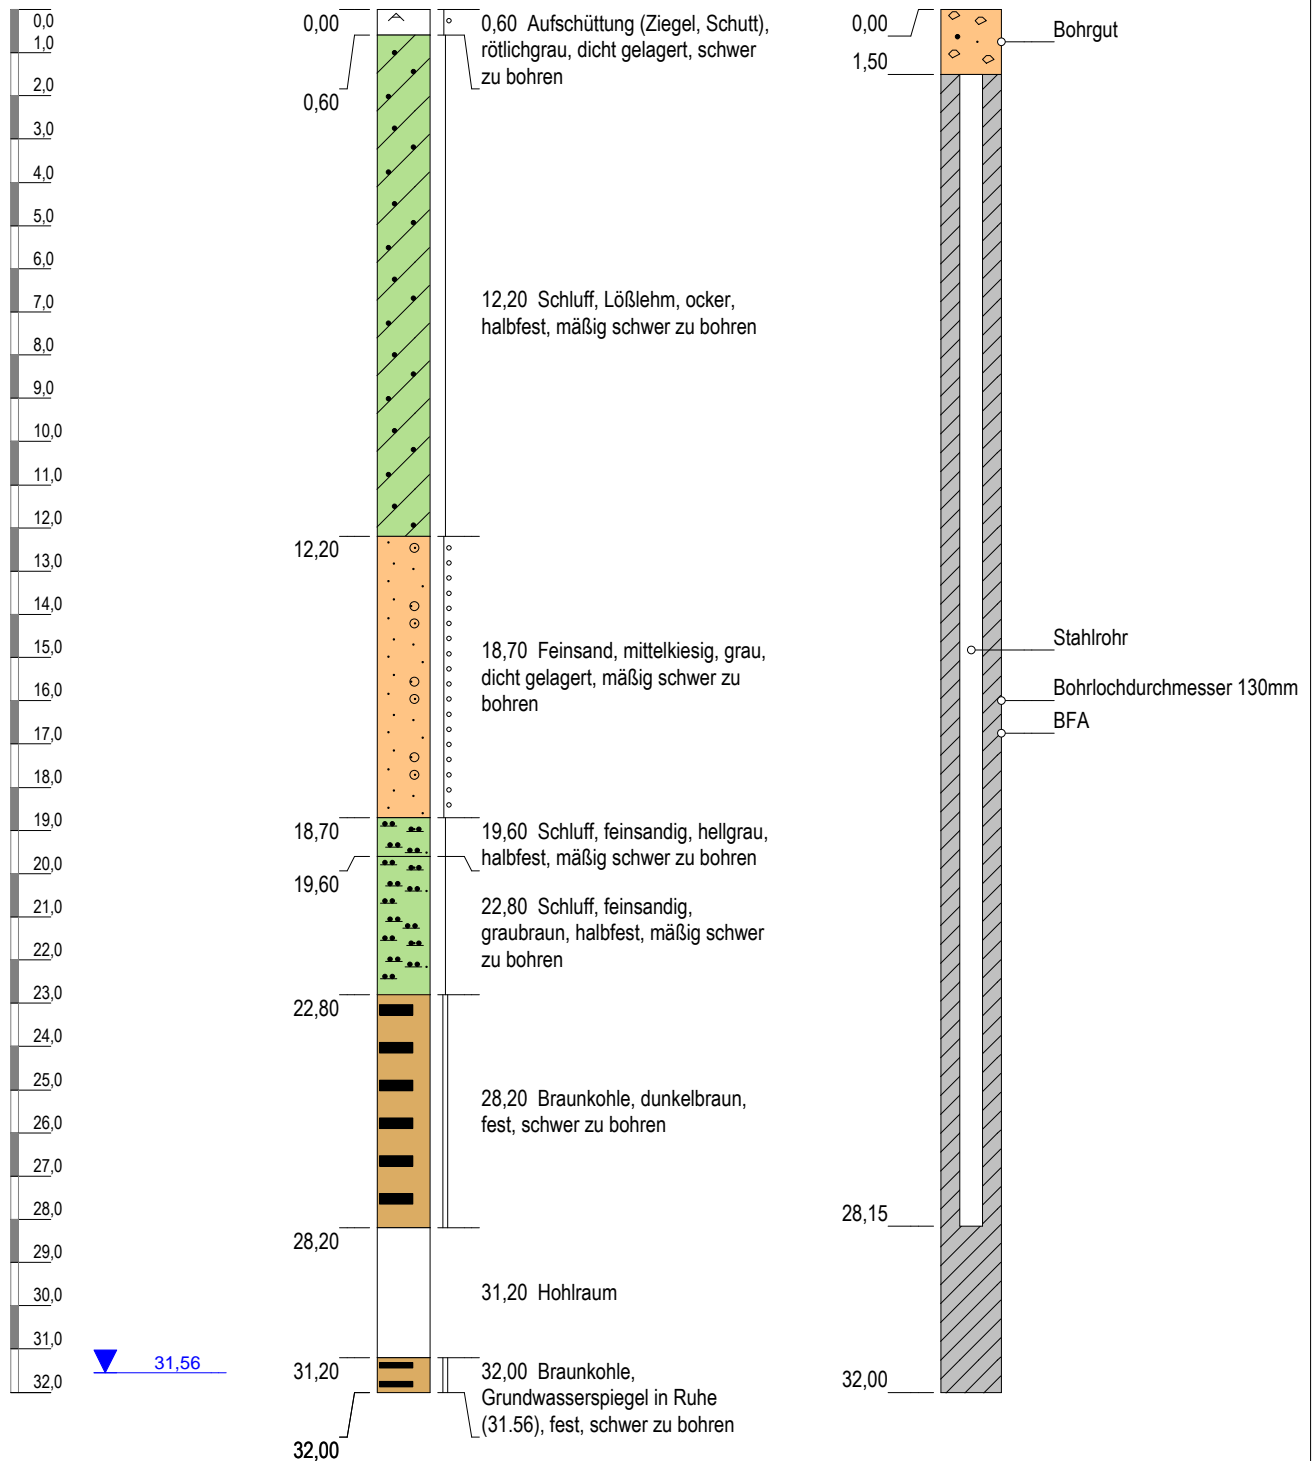 0,0
1,0
2,0
3,0
4,0
5,0
6,0
7,0
8,0
9,0
10,0
11,0
12,0
13,0
14,0
15,0
16,0
17,0
18,0
19,0
20,0
21,0
22,0
23,0
24,0
25,0
26,0
27,0
28,0
29,0
30,0
31,0
32,0
31,56
0,00
0,60
12,20
18,70
19,60
22,80
28,20
31,20
32,00
0,60 Aufschüttung (Ziegel, Schutt),
rötlichgrau, dicht gelagert, schwer
zu bohren
12,20 Schluff, Lößlehm, ocker,
halbfest, mäßig schwer zu bohren
18,70 Feinsand, mittelkiesig, grau,
dicht gelagert, mäßig schwer zu
bohren
19,60 Schluff, feinsandig, hellgrau,
halbfest, mäßig schwer zu bohren
22,80 Schluff, feinsandig,
graubraun, halbfest, mäßig schwer
zu bohren
28,20 Braunkohle, dunkelbraun,
fest, schwer zu bohren
31,20 Hohlraum
32,00 Braunkohle,
Grundwasserspiegel in Ruhe
(31.56), fest, schwer zu bohren
0,00
1,50
28,15
32,00
Bohrgut
Stahlrohr
Bohrlochdurchmesser 130mm
BFA